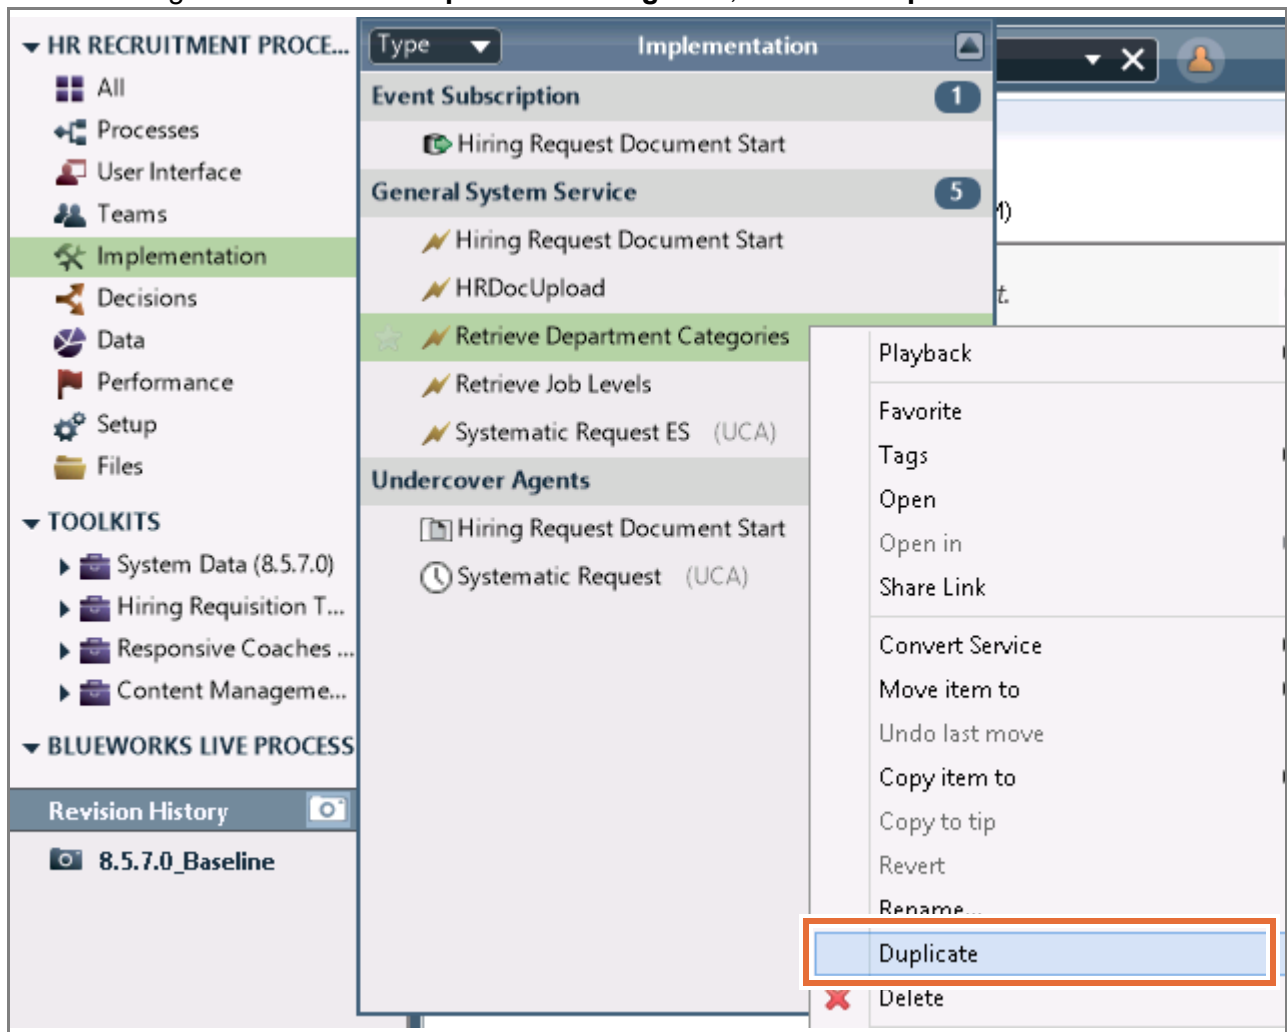 HR RECRUITMENT PROCE...
All
Processes
User Interface
Teams
Implementation
Decisions
Data
Performance
Setup
Files
TOOLKITS
System Data (8.5.7.0)
Hiring Requisition T...
Responsive Coaches ...
Content Manageme...
BLUEWORKS LIVE PROCESS
Revision History
8.5.7.0_Baseline
Type
Implementation
Event Subscription 1
Hiring Request Document Start
General System Service 5
Hiring Request Document Start
HRDocUpload
Retrieve Department Categories
Retrieve Job Levels
Systematic Request ES (UCA)
Undercover Agents
Hiring Request Document Start
Systematic Request (UCA)
t.
Playback
Favorite
Tags
Open
Open in
Share Link
Convert Service
Move item to
Undo last move
Copy item to
Copy to tip
Revert
Rename...
Duplicate
Delete